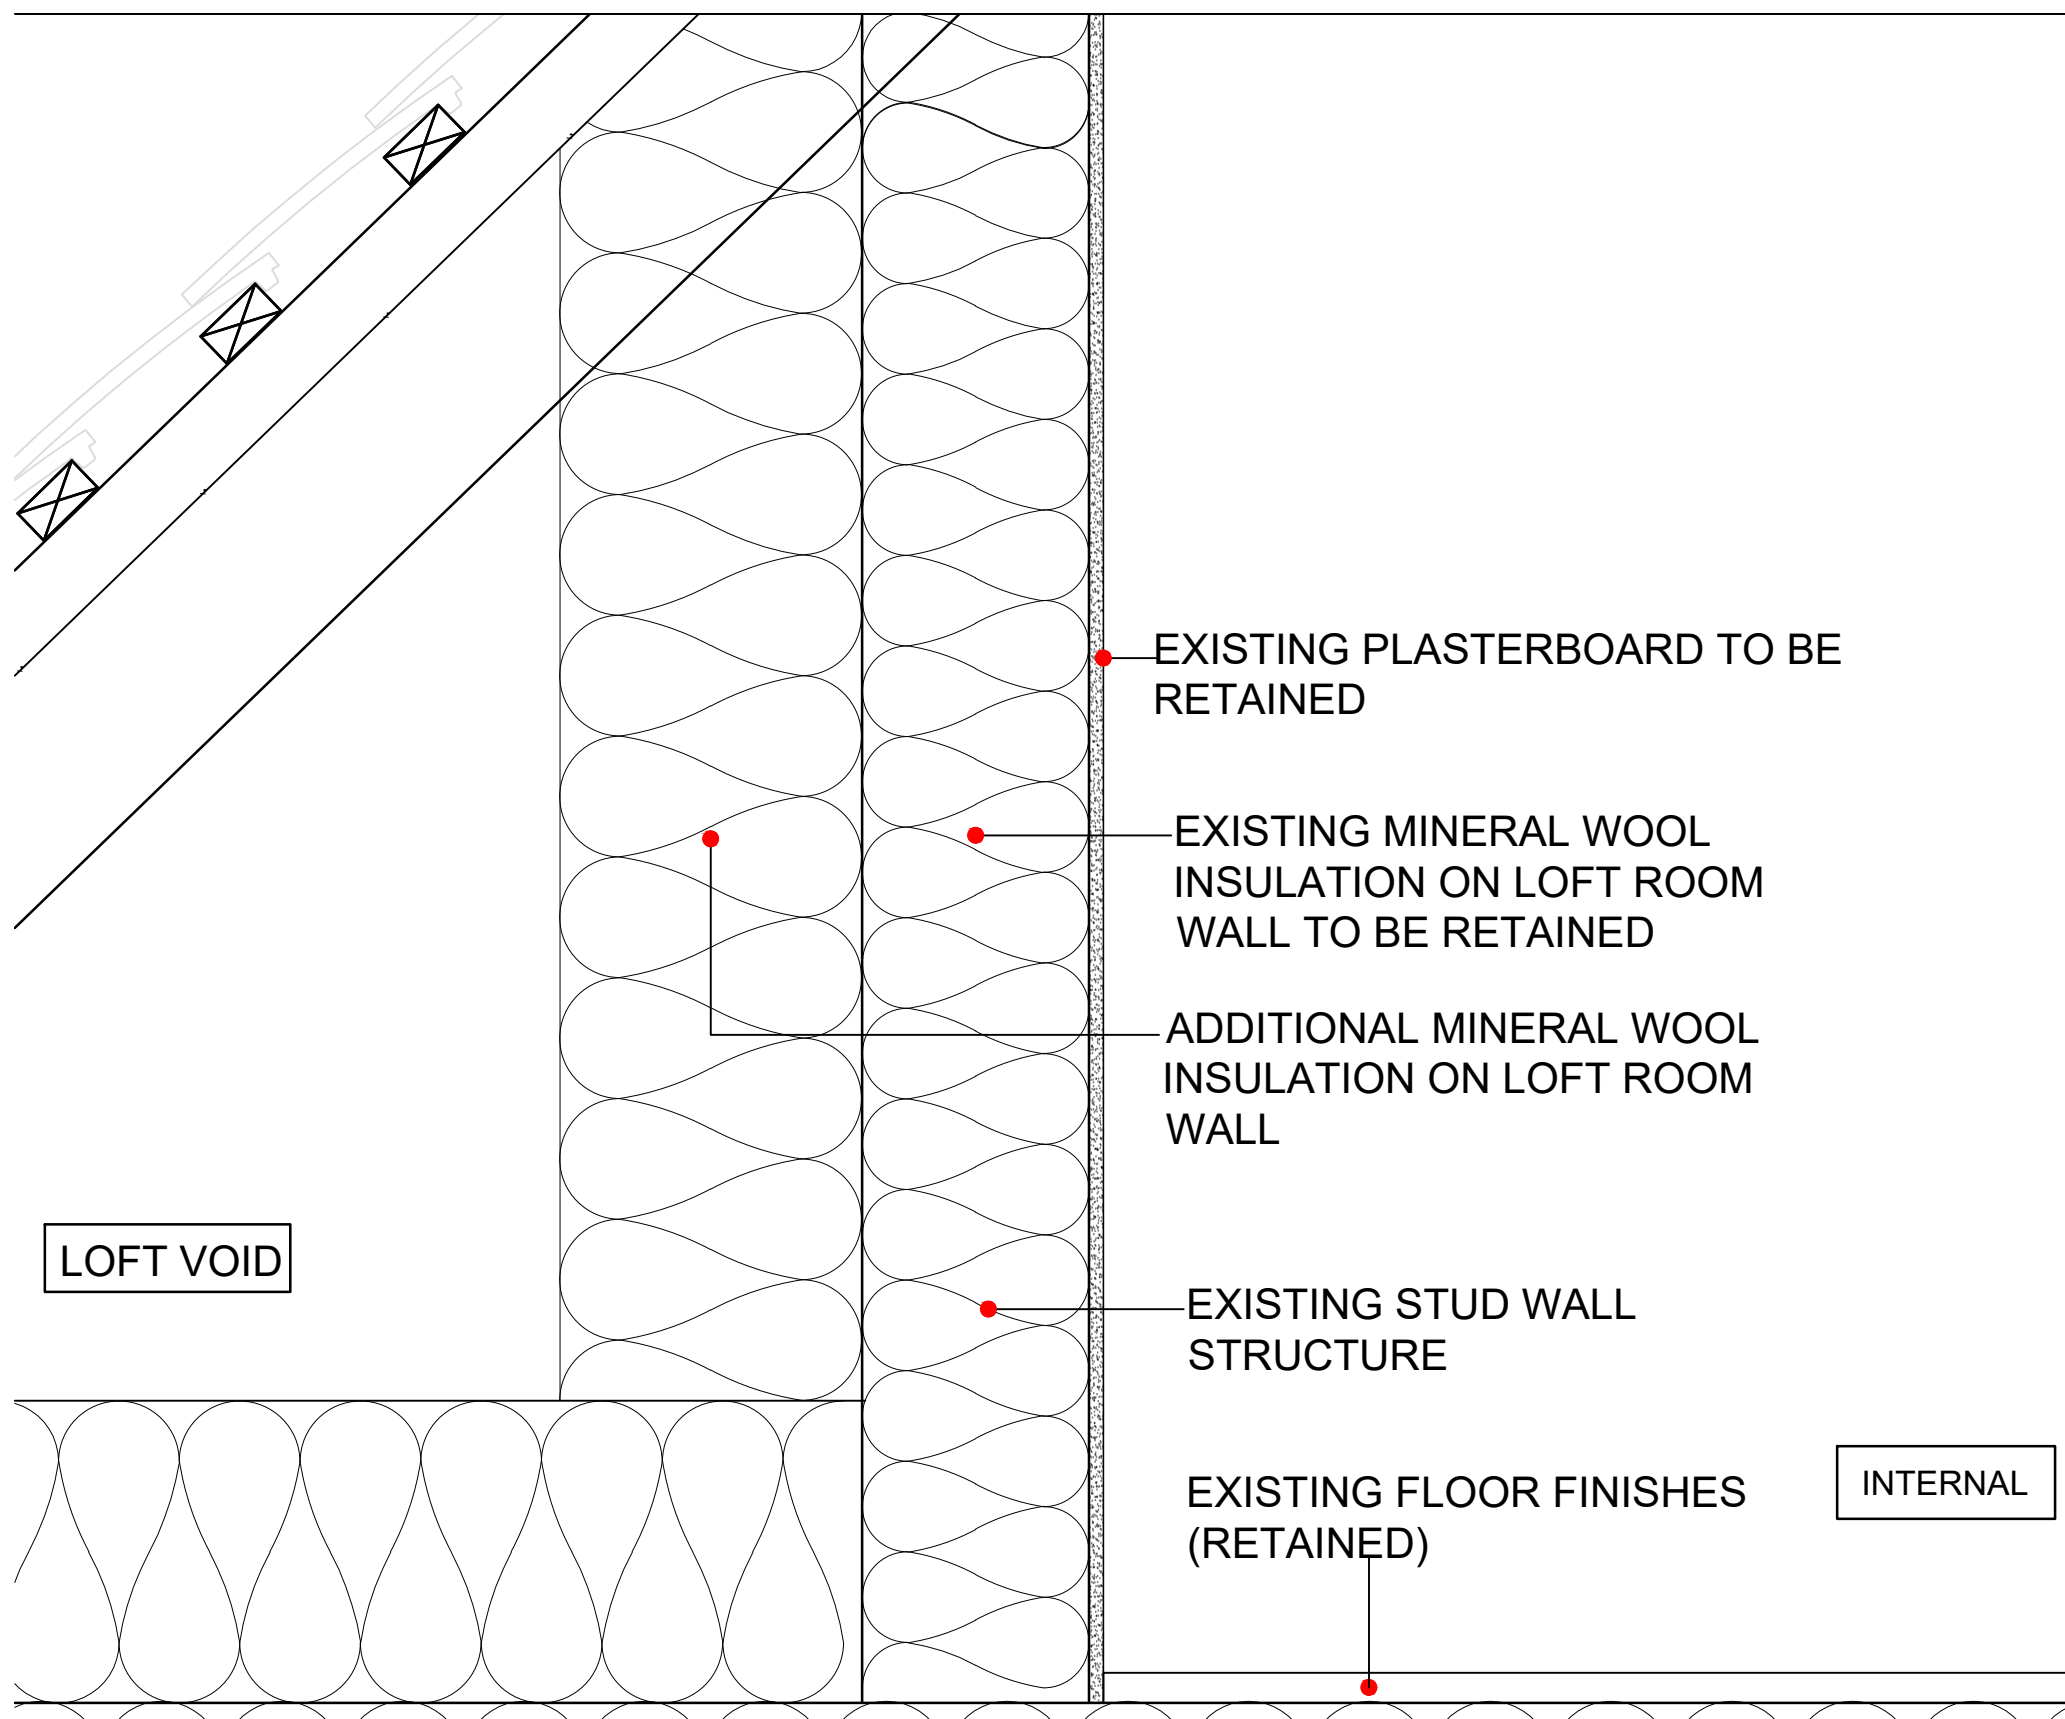 EXISTING PLASTERBOARD TO BE
RETAINED
EXISTING MINERAL WOOL
INSULATION ON LOFT ROOM
WALL TO BE RETAINED
ADDITIONAL MINERAL WOOL
INSULATION ON LOFT ROOM
WALL
LOFT VOID
EXISTING STUD WALL
STRUCTURE
EXISTING FLOOR FINISHES
(RETAINED)
INTERNAL